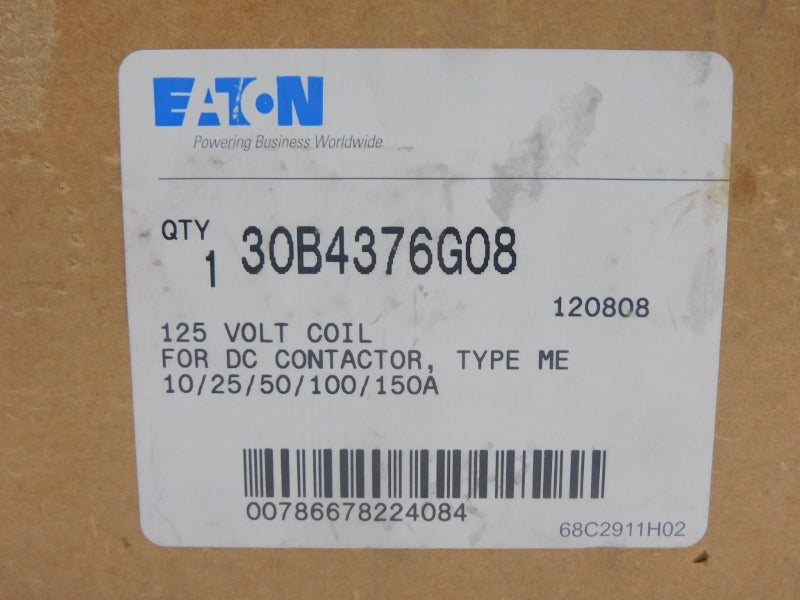 EATON
Powering Business Worldwide
QTY
1 30B4376G08
120808
125 VOLT COIL
FOR DC CONTACTOR, TYPE ME
10/25/50/100/150A
00786678224084
68C2911H02